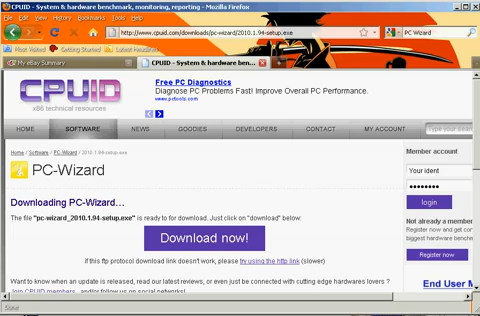 CPUID - System & hardware benchmark, monitoring, reporting - Mozilla Firefox
File Edit View History Bookmarks Tools Help
http://www.cpuid.com/downloads/pc-wizard/2010.1.94-setup.exe
PC Wizard
Most Visited Getting Started Latest Headlines
My eBay Summary
CPUID - System & hardware ben...
CPUID
x86 technical resources
Free PC Diagnostics
Diagnose PC Problems Fast! Improve Overall PC Performance.
www.pctools.com
HOME SOFTWARE NEWS GOODIES DEVELOPERS CONTACT MY ACCOUNT Type your search
Home / Software / PC-Wizard / 2010.1.94-setup.exe
PC-Wizard
Member account
Your ident
login
Downloading PC-Wizard...
The file "pc-wizard_2010.1.94-setup.exe" is ready for download. Just click on "download" below:
Download now!
Not already a member
Register now and get cor
biggest hardware benchm
Register now
If this ftp protocol download link doesn't work, please try using the http link (slower)
Want to know when an update is released, read our latest reviews, or even just be connected with cutting edge hardwares lovers ?
Join CPUID members, and/or follow us on social networks!
End User M
Done